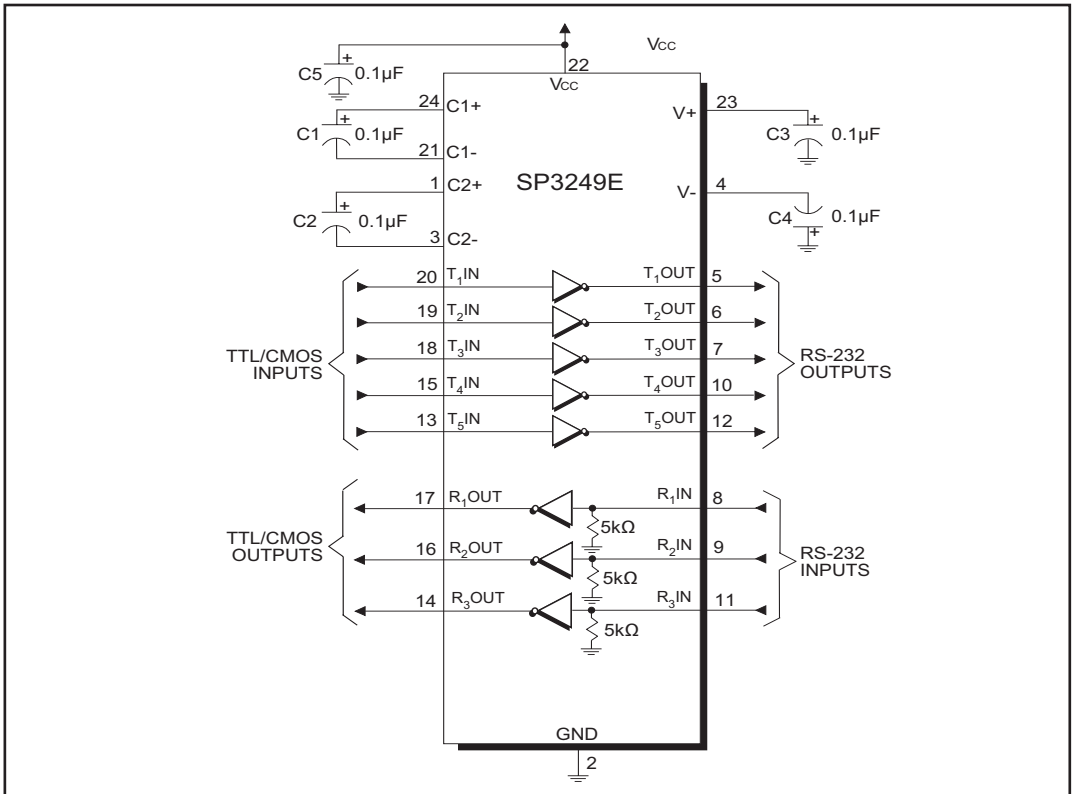 VCC
+
C5
0.1µF
22
VCC
24
C1+
+
C1
0.1µF
21
C1-
1
C2+
+
C2
0.1µF
3
C2-
SP3249E
V+
23
+
C3
0.1µF
V-
4
C4
0.1µF
+
TTL/CMOS
INPUTS
20
T1IN
T1OUT
5
19
T2IN
T2OUT
6
18
T3IN
T3OUT
7
15
T4IN
T4OUT
10
13
T5IN
T5OUT
12
RS-232
OUTPUTS
TTL/CMOS
OUTPUTS
17
R1OUT
R1IN
8
5kΩ
16
R2OUT
R2IN
9
5kΩ
14
R3OUT
R3IN
11
5kΩ
RS-232
INPUTS
GND
2